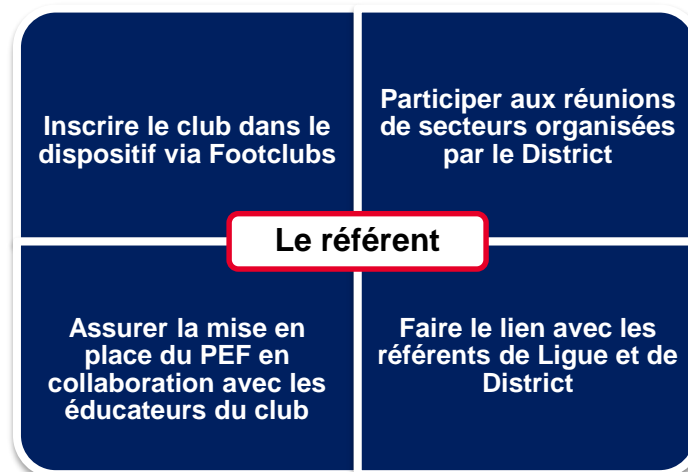 Inscrire le club dans le
dispositif via Footclubs
Participer aux réunions
de secteurs organisées
par le District
Le référent
Assurer la mise en
place du PEF en
collaboration avec les
éducateurs du club
Faire le lien avec les
référents de Ligue et de
District